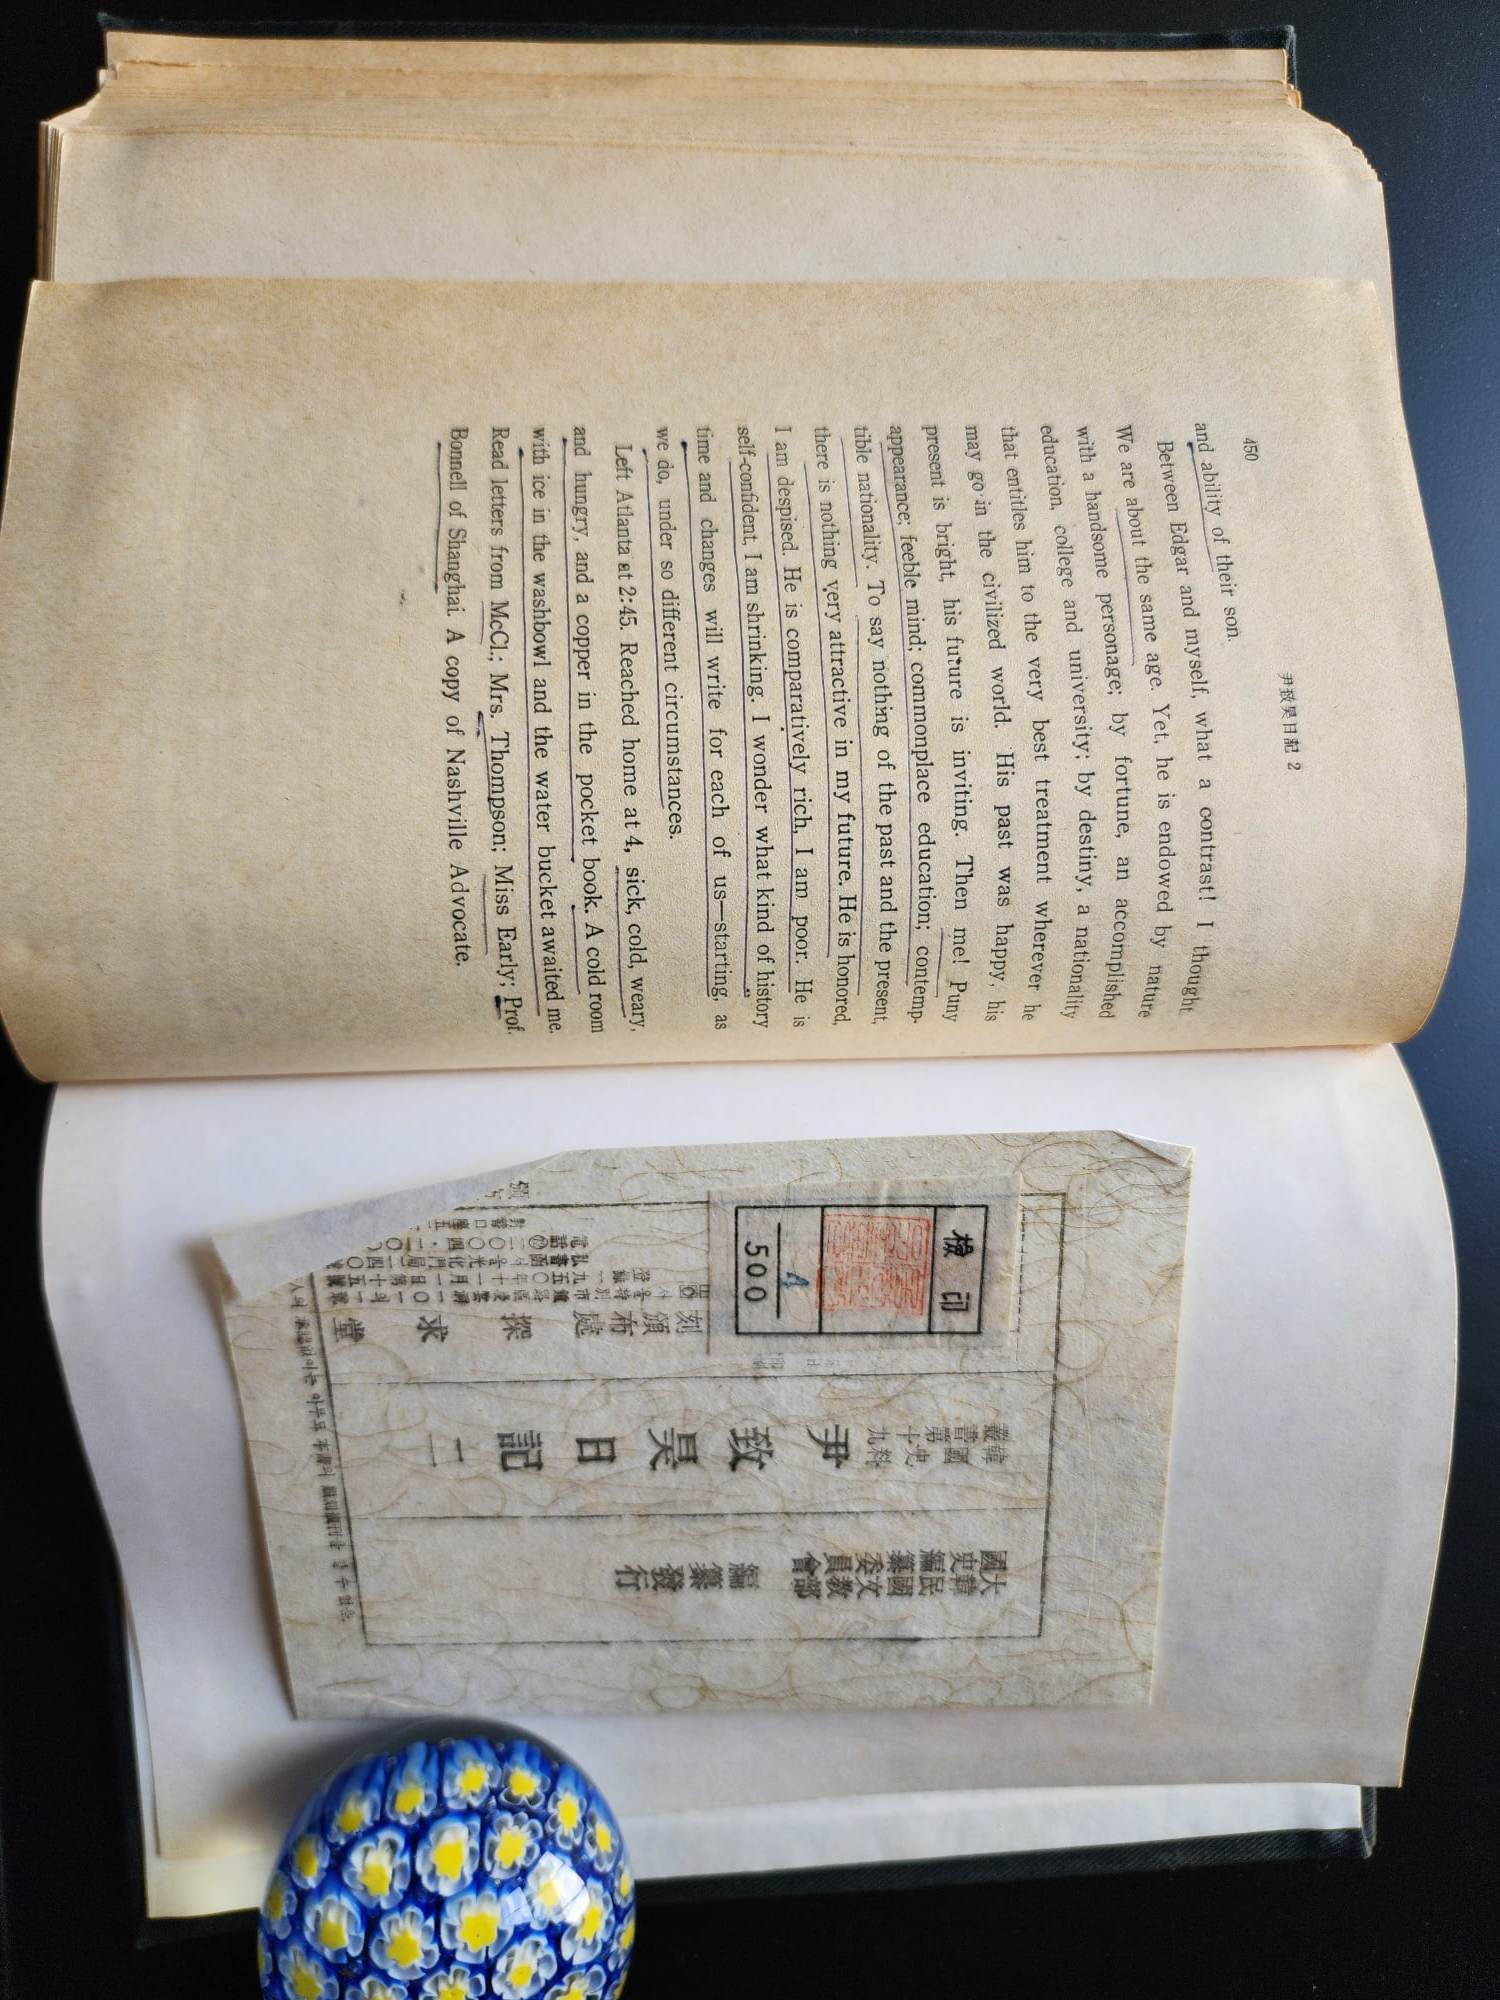 450
尹致昊日記 2
and ability of their son.
Between Edgar and myself, what a contrast! I thought.
We are about the same age. Yet, he is endowed by nature
with a handsome personage; by fortune, an accomplished
education, college and university; by destiny, a nationality
that entitles him to the very best treatment wherever he
may go in the civilized world. His past was happy, his
present is bright, his future is inviting. Then me! Puny
appearance; feeble mind; commonplace education; contemp-
tible nationality. To say nothing of the past and the present,
there is nothing very attractive in my future. He is honored,
I am despised. He is comparatively rich, I am poor. He is
self-confident, I am shrinking. I wonder what kind of history
time and changes will write for each of us—starting, as
we do, under so different circumstances.
Left Atlanta at 2:45. Reached home at 4, sick, cold, weary,
and hungry, and a copper in the pocket book. A cold room
with ice in the washbowl and the water bucket awaited me.
Read letters from McCl.; Mrs. Thompson; Miss Early; Prof.
Bonnell of Shanghai. A copy of Nashville Advocate.
大韓民國文教部
國史編纂委員會
編纂發行
韓國史料
叢書第十九
尹致昊日記 二
檢印
500
頒布處 探求堂